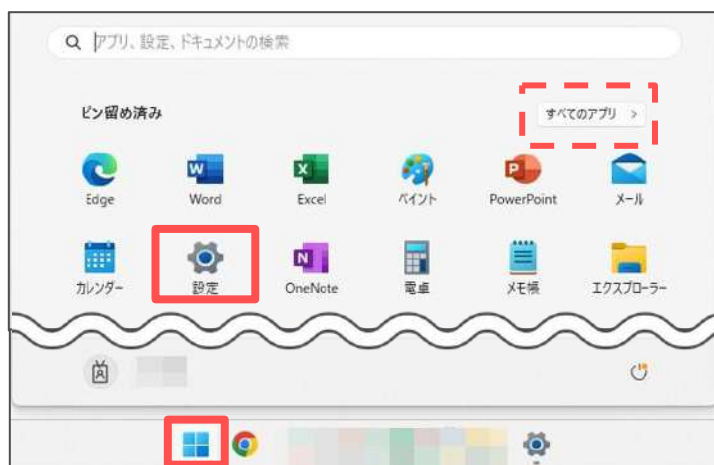 アプリ、設定、ドキュメントの検索
ピン留め済み すべてのアプリ >
Edge Word Excel ペイント PowerPoint メール
カレンダー 設定 OneNote 電卓 メモ帳 エクスプローラー